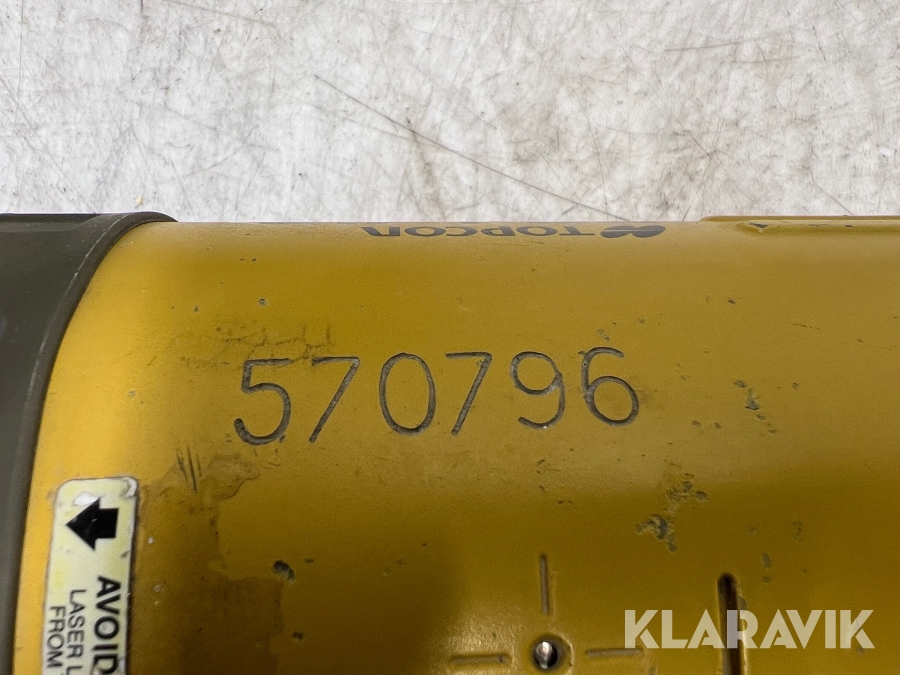 TOPCON
570796
AVOID
LASER L
FROM
KLARAVIK